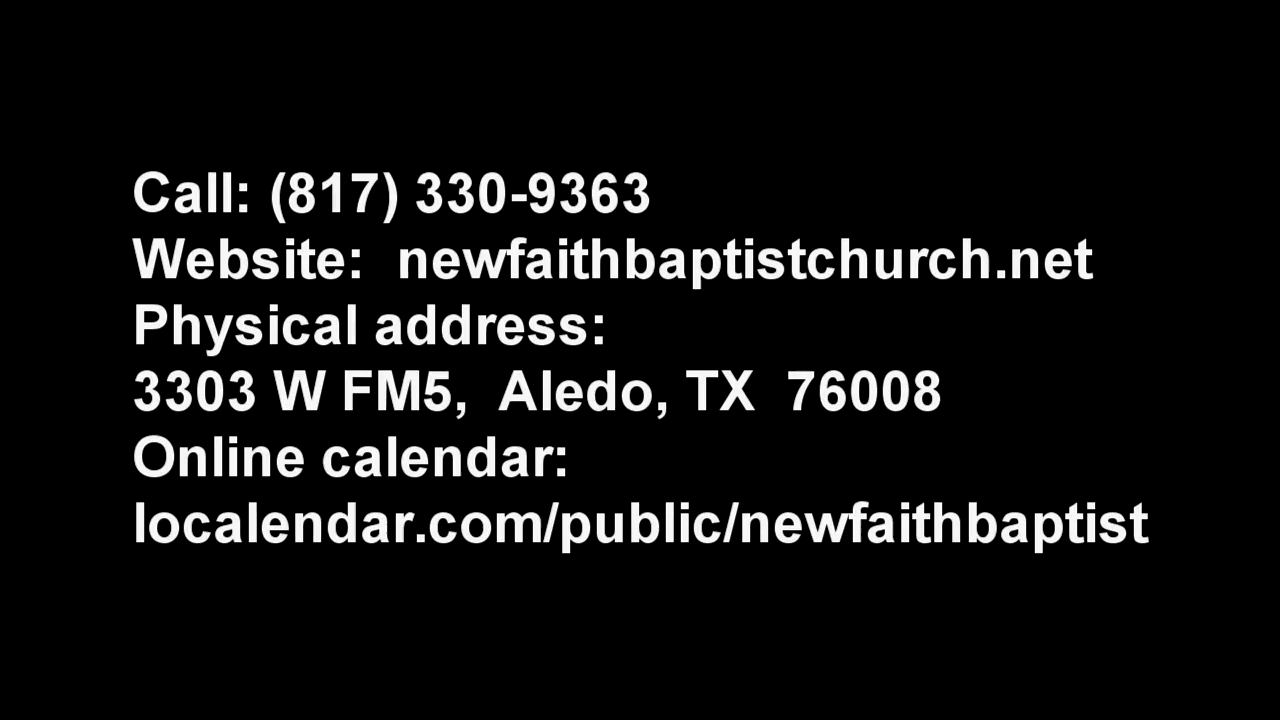 Call: (817) 330-9363
Website:  newfaithbaptistchurch.net
Physical address:
3303 W FM5,  Aledo, TX  76008
Online calendar:
localendar.com/public/newfaithbaptist